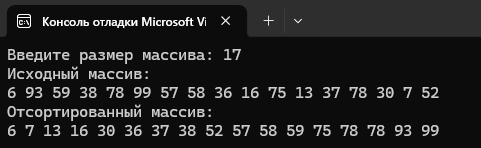 Консоль отладки Microsoft Vi
Введите размер массива: 17
Исходный массив:
6 93 59 38 78 99 57 58 36 16 75 13 37 78 30 7 52
Отсортированный массив:
6 7 13 16 30 36 37 38 52 57 58 59 75 78 78 93 99